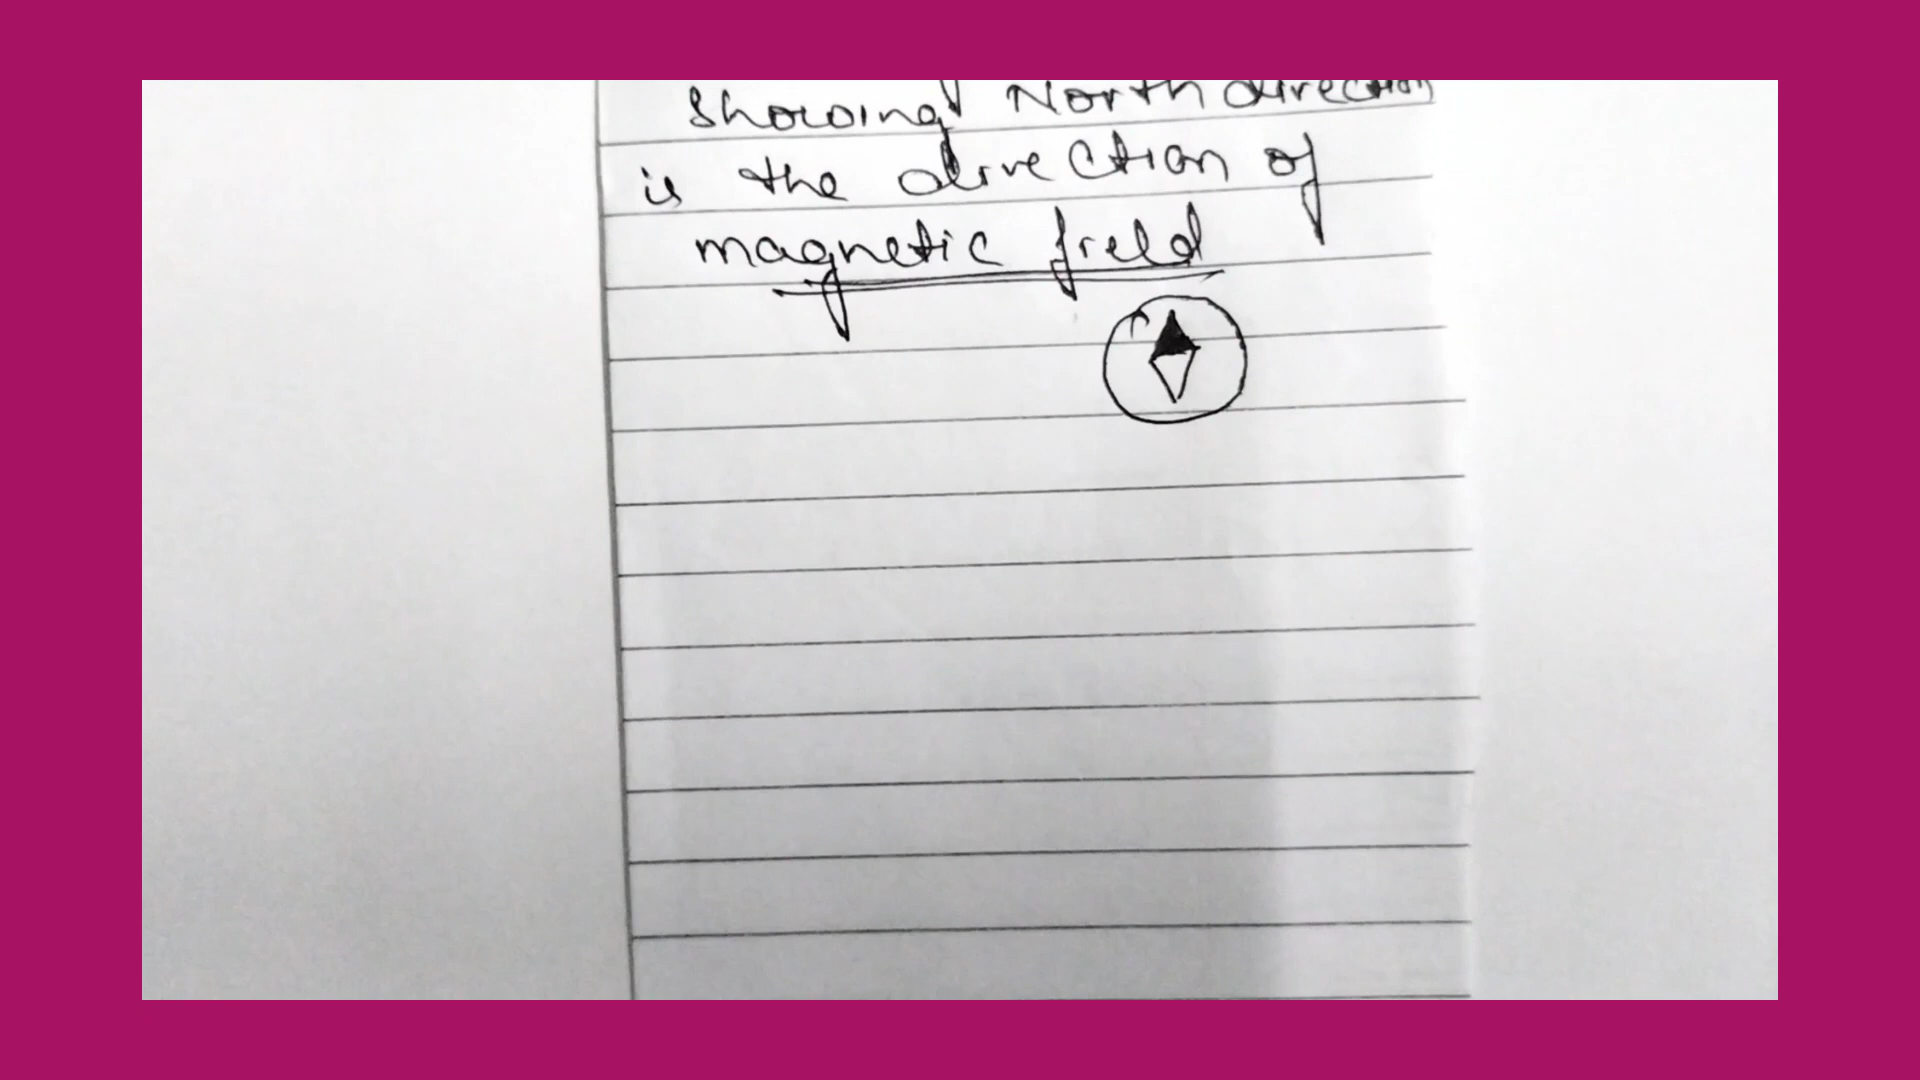 showing North direction
is the direction of
magnetic field